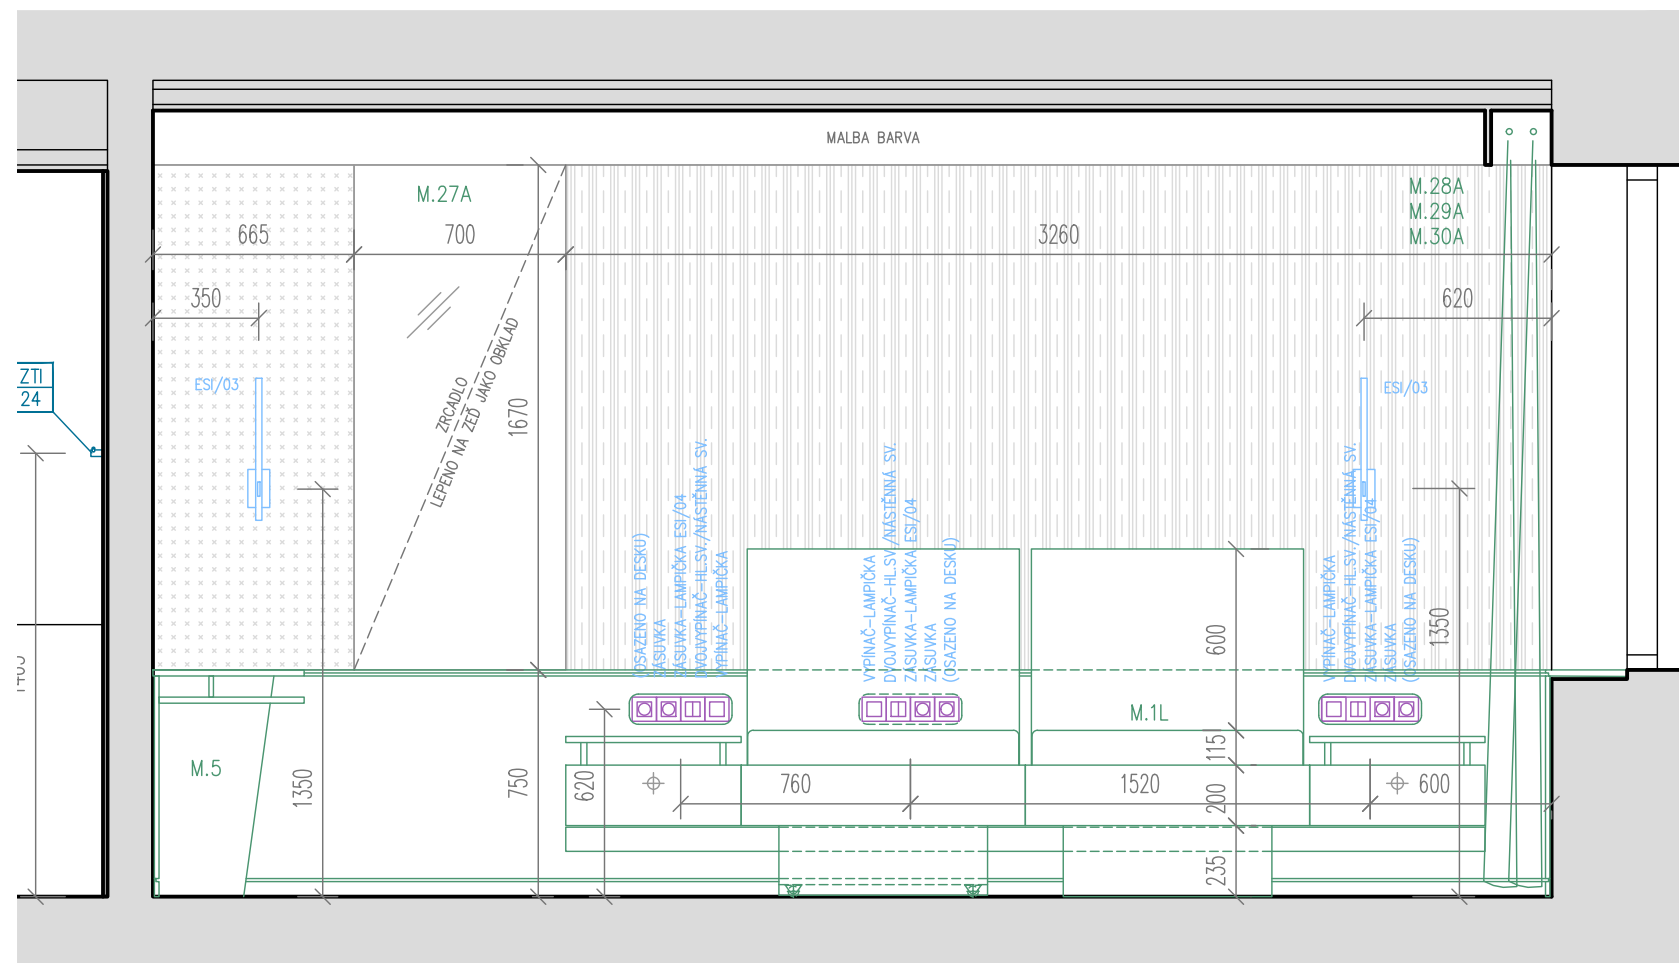 MALBA BARVA
M.27A
M.28A
M.29A
M.30A
665
700
3260
350
620
ZTI
24
ESI/03
ESI/03
ZRCADLO
LEPENO NA ZEĎ JAKO OBKLAD
1670
(OSAZENO NA DESKU)
ZÁSUVKA
ZÁSUVKA-LAMPIČKA ESI/04
DVOJVYPÍNAČ-HL.SV./NÁSTĚNNÁ SV.
VYPÍNAČ-LAMPIČKA
VYPÍNAČ-LAMPIČKA
DVOJVYPÍNAČ-HL.SV./NÁSTĚNNÁ SV.
ZÁSUVKA-LAMPIČKA ESI/04
ZÁSUVKA
(OSAZENO NA DESKU)
VYPÍNAČ-LAMPIČKA
DVOJVYPÍNAČ-HL.SV./NÁSTĚNNÁ SV.
ZÁSUVKA-LAMPIČKA ESI/04
ZÁSUVKA
(OSAZENO NA DESKU)
1350
600
M.1L
115
M.5
1350
750
620
760
1520
600
200
235